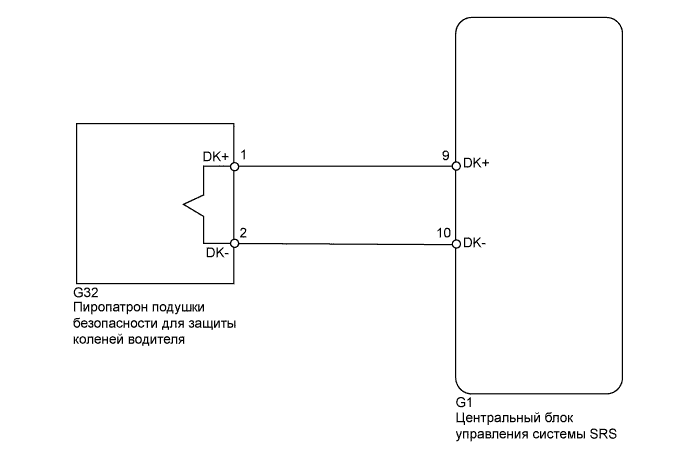 DK+ 1 9 DK+
DK- 2 10 DK-
G32
Пиропатрон подушки
безопасности для защиты
коленей водителя
G1
Центральный блок
управления системы SRS